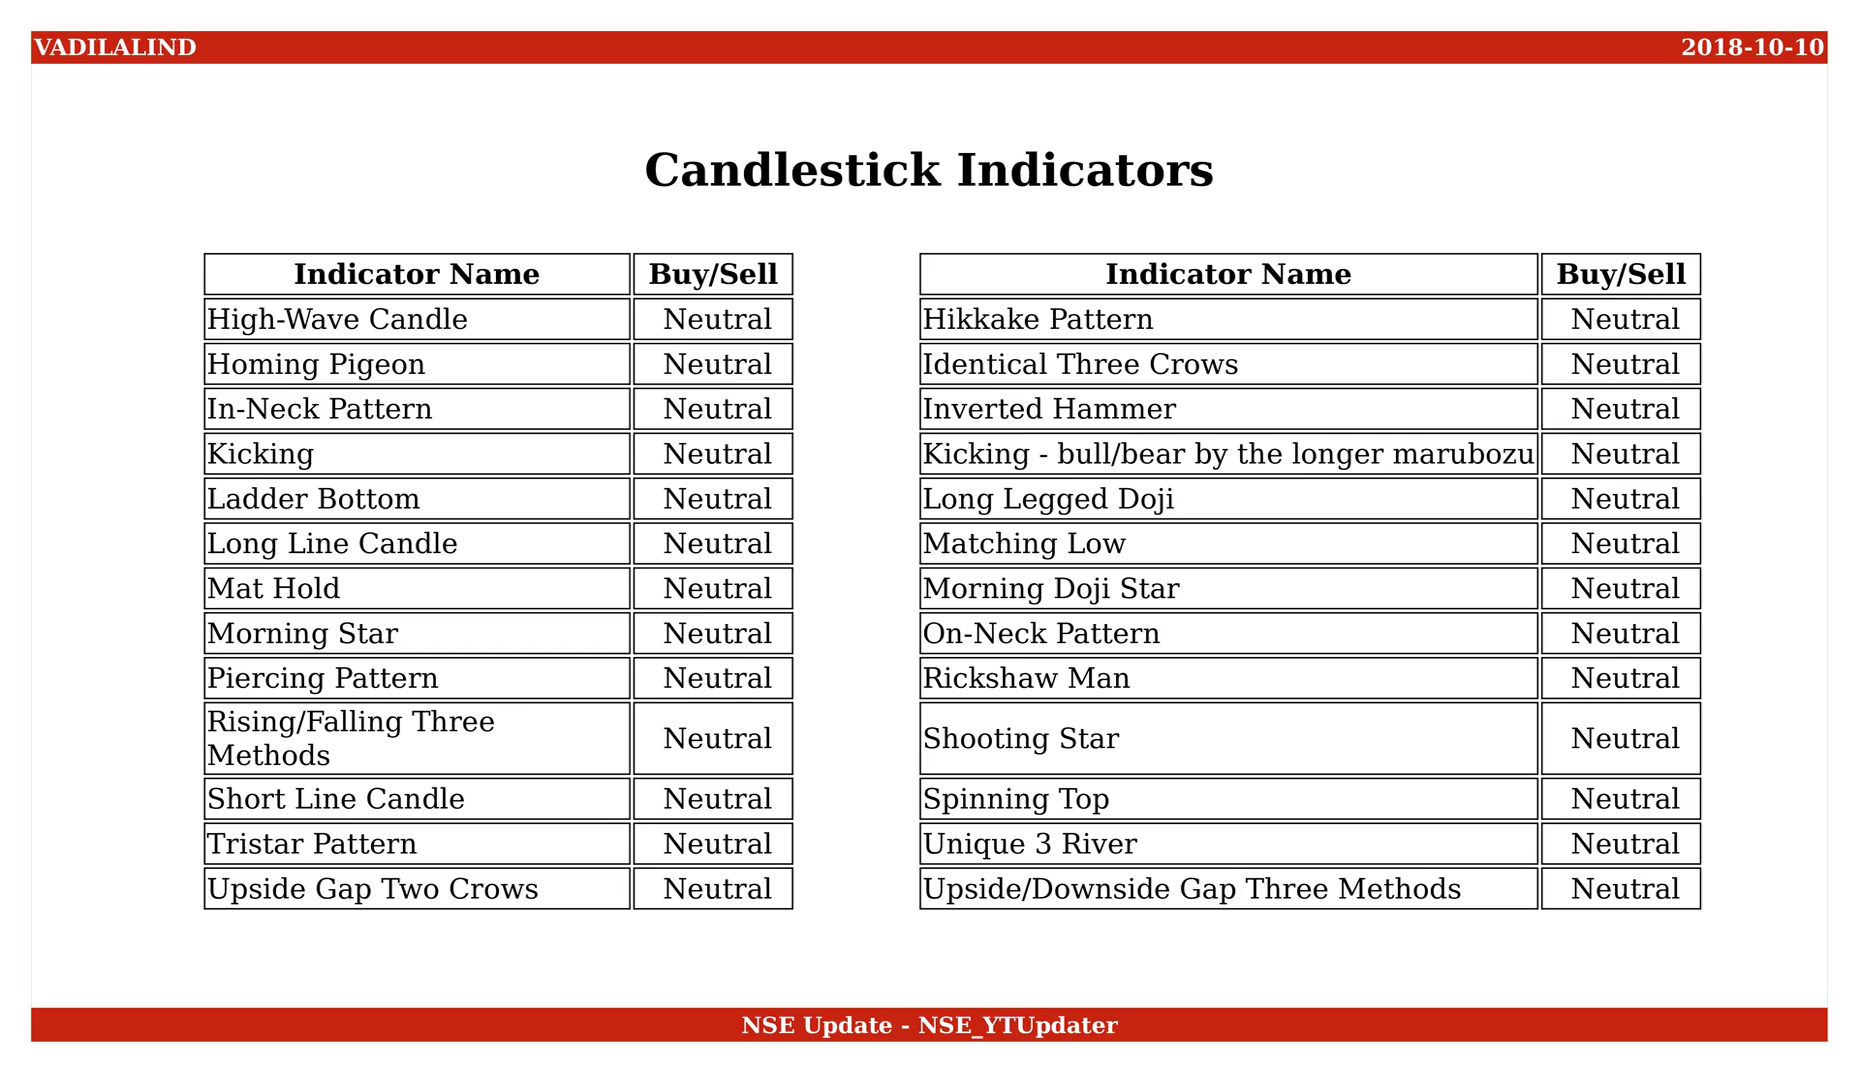 VADILALIND
2018-10-10
Candlestick Indicators
Indicator Name Buy/Sell
High-Wave Candle Neutral
Homing Pigeon Neutral
In-Neck Pattern Neutral
Kicking Neutral
Ladder Bottom Neutral
Long Line Candle Neutral
Mat Hold Neutral
Morning Star Neutral
Piercing Pattern Neutral
Rising/Falling Three
Methods Neutral
Short Line Candle Neutral
Tristar Pattern Neutral
Upside Gap Two Crows Neutral
Indicator Name Buy/Sell
Hikkake Pattern Neutral
Identical Three Crows Neutral
Inverted Hammer Neutral
Kicking - bull/bear by the longer marubozu Neutral
Long Legged Doji Neutral
Matching Low Neutral
Morning Doji Star Neutral
On-Neck Pattern Neutral
Rickshaw Man Neutral
Shooting Star Neutral
Spinning Top Neutral
Unique 3 River Neutral
Upside/Downside Gap Three Methods Neutral
NSE Update - NSE_YTUpdater